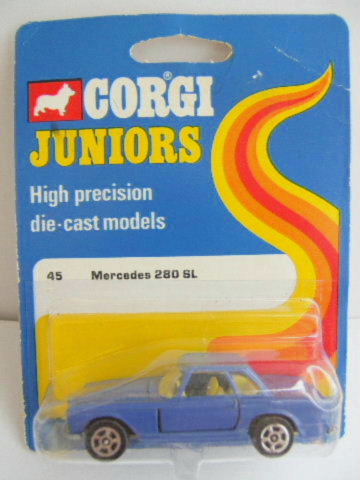 CORGI®
JUNIORS
High precision
die-cast models
45 Mercedes 280 SL